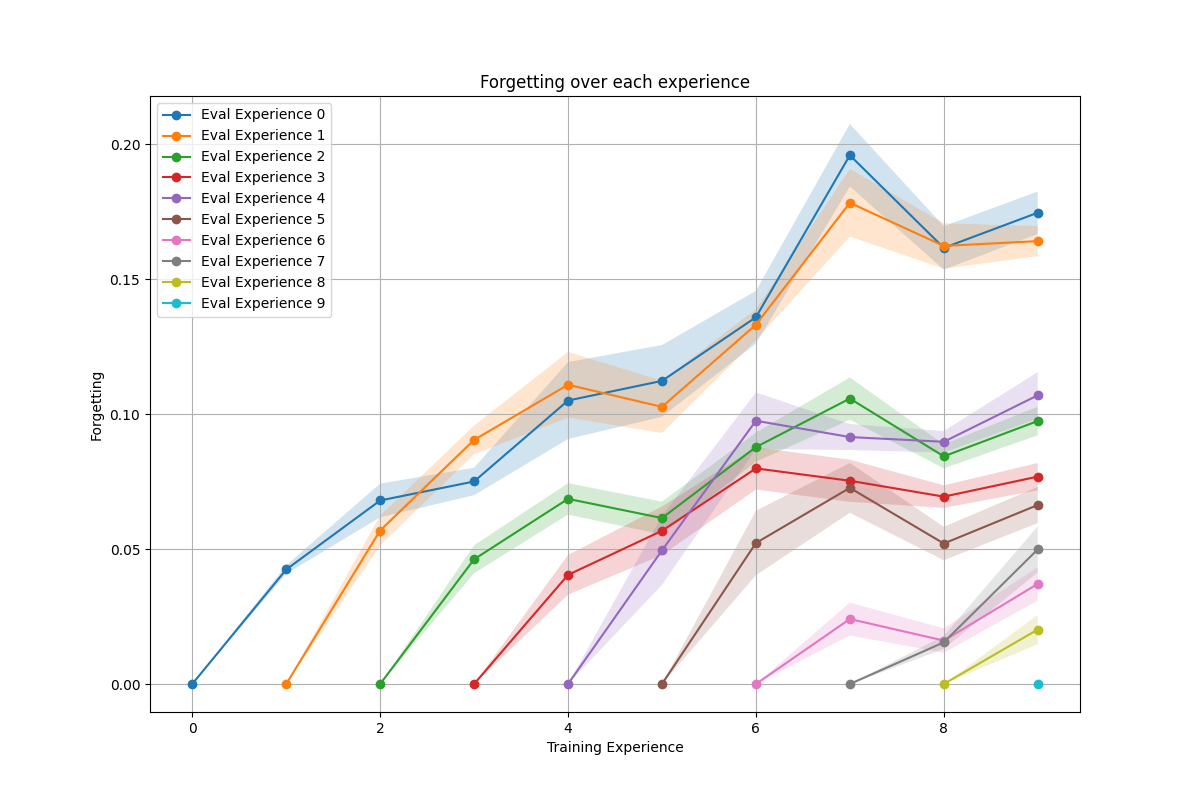 Forgetting over each experience
Eval Experience 0
Eval Experience 1
Eval Experience 2
Eval Experience 3
Eval Experience 4
Eval Experience 5
Eval Experience 6
Eval Experience 7
Eval Experience 8
Eval Experience 9
0.20
0.15
0.10
0.05
0.00
Forgetting
0 2 4 6 8
Training Experience